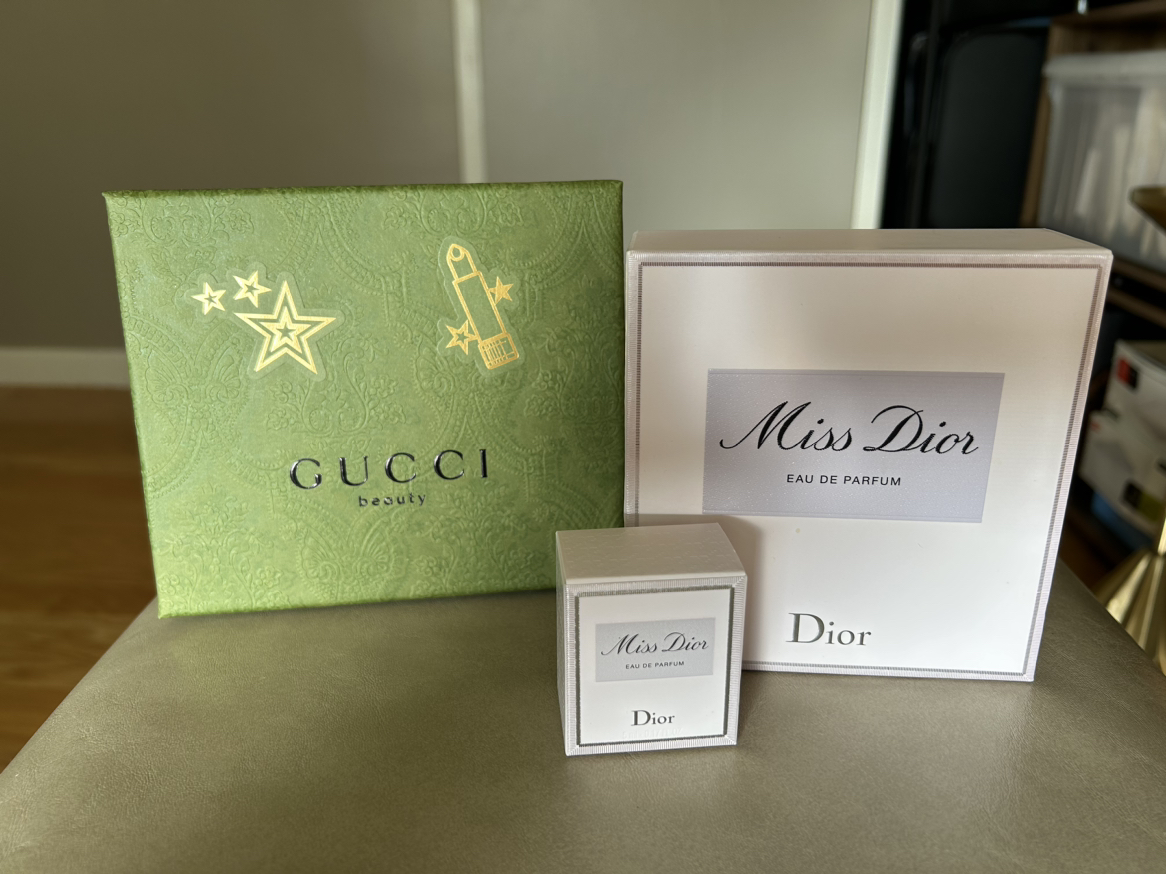 GUCCI
beauty
Miss Dior
EAU DE PARFUM
Dior
Miss Dior
EAU DE PARFUM
Dior